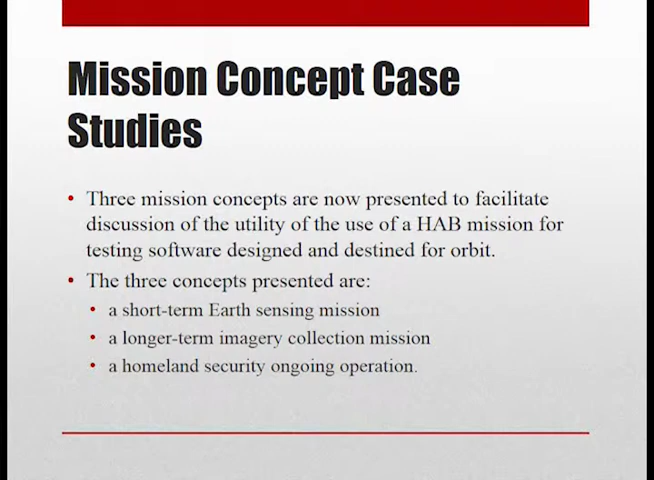 Mission Concept Case
Studies
• Three mission concepts are now presented to facilitate
discussion of the utility of the use of a HAB mission for
testing software designed and destined for orbit.
• The three concepts presented are:
• a short-term Earth sensing mission
• a longer-term imagery collection mission
• a homeland security ongoing operation.